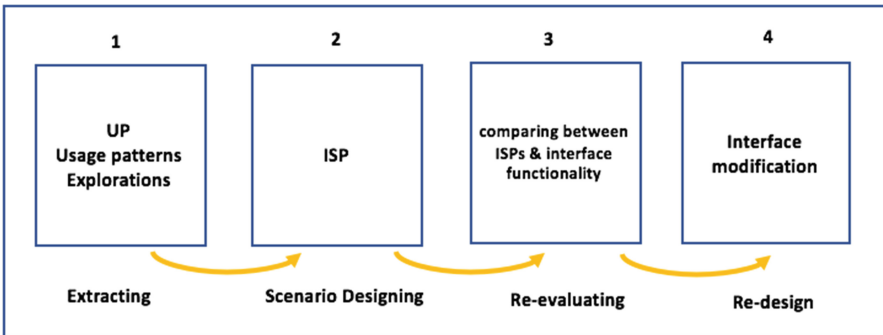 1
2
3
4
UP
Usage patterns
Explorations
ISP
comparing between
ISPs & interface
functionality
Interface
modification
Extracting
Scenario Designing
Re-evaluating
Re-design